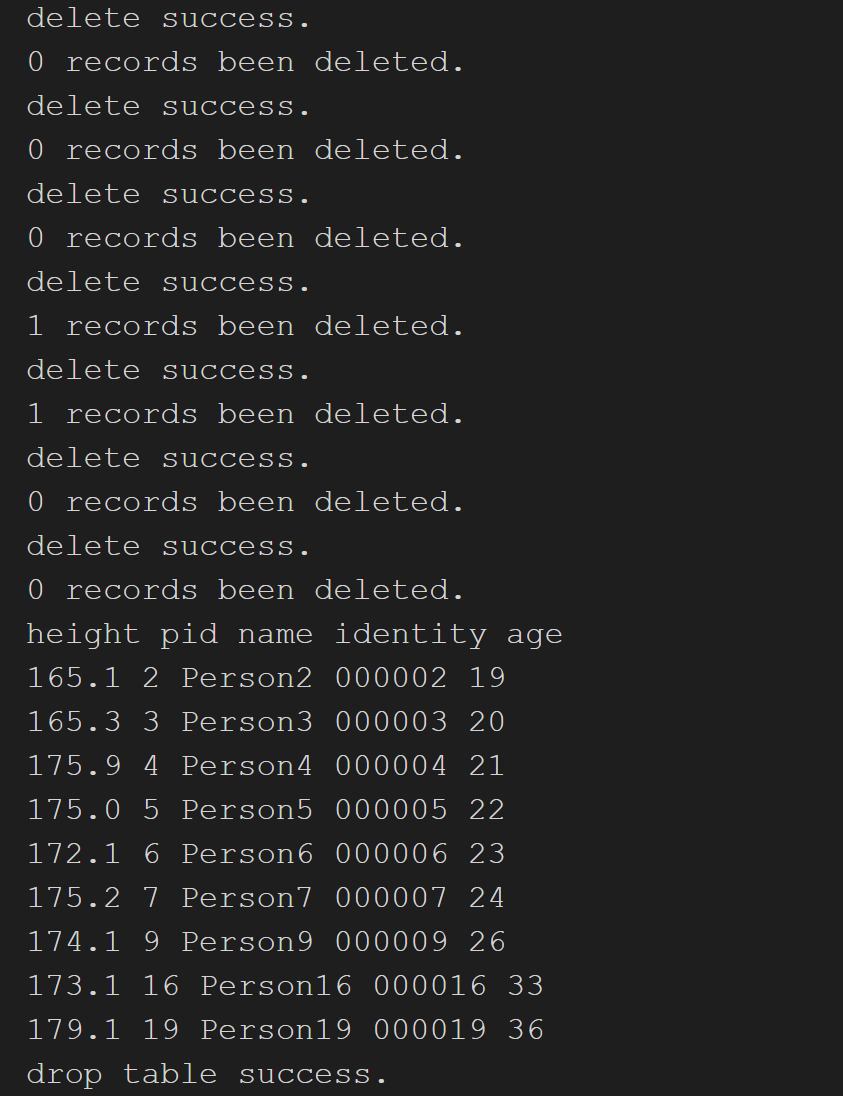 delete success.
0 records been deleted.
delete success.
0 records been deleted.
delete success.
0 records been deleted.
delete success.
1 records been deleted.
delete success.
1 records been deleted.
delete success.
0 records been deleted.
delete success.
0 records been deleted.
height pid name identity age
165.1 2 Person2 000002 19
165.3 3 Person3 000003 20
175.9 4 Person4 000004 21
175.0 5 Person5 000005 22
172.1 6 Person6 000006 23
175.2 7 Person7 000007 24
174.1 9 Person9 000009 26
173.1 16 Person16 000016 33
179.1 19 Person19 000019 36
drop table success.